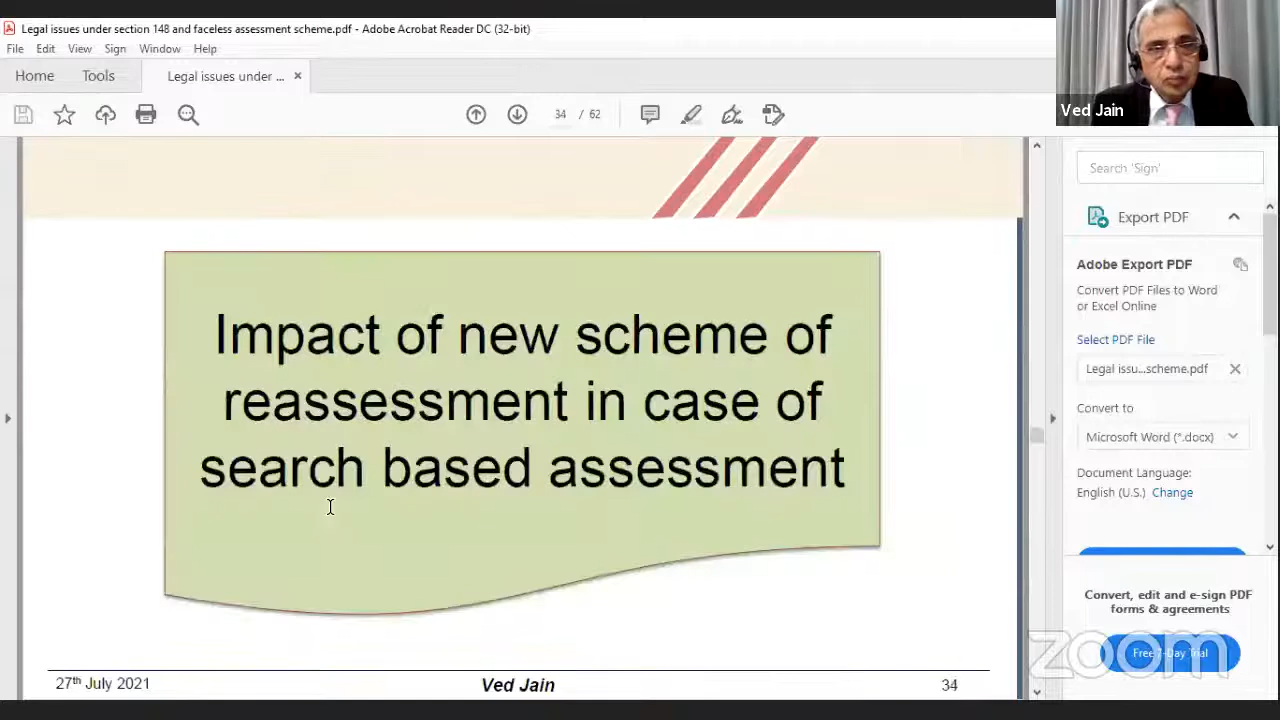 Legal issues under section 148 and faceless assessment scheme.pdf - Adobe Acrobat Reader DC (32-bit)
File Edit View Sign Window Help
Home Tools Legal issues under ... ×
34 / 62
Ved Jain
Search 'Sign'
Export PDF
Adobe Export PDF
Convert PDF Files to Word
or Excel Online
Select PDF File
Legal issu...scheme.pdf
Convert to
Microsoft Word (*.docx)
Document Language:
English (U.S.) Change
Convert, edit and e-sign PDF
forms & agreements
Free 7-Day Trial
zoom
Impact of new scheme of
reassessment in case of
search based assessment
27th July 2021 Ved Jain 34